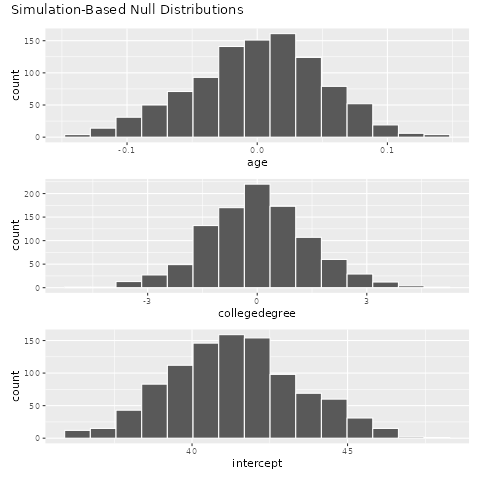 Simulation-Based Null Distributions
150
100
50
0
count
-0.1 0.0 0.1
age
200
150
100
50
0
count
-3 0 3
collegedegree
150
100
50
0
count
40 45
intercept